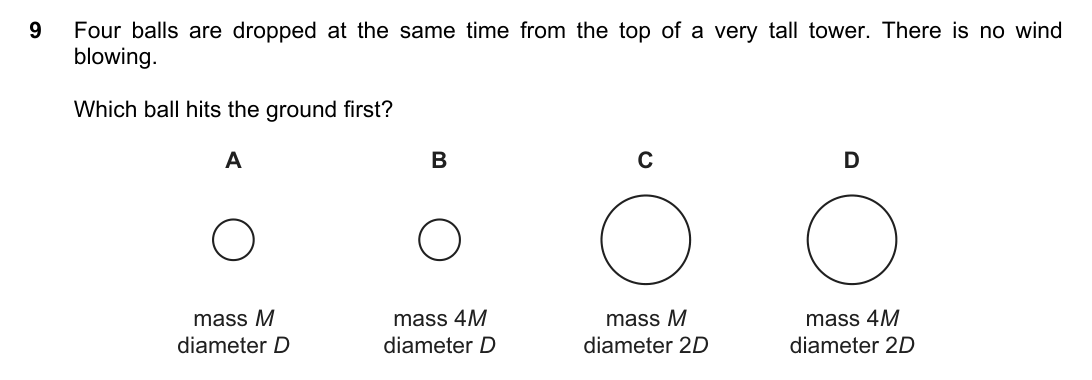 9 Four balls are dropped at the same time from the top of a very tall tower. There is no wind
blowing.
Which ball hits the ground first?
A B C D
mass M mass 4M mass M mass 4M
diameter D diameter D diameter 2D diameter 2D